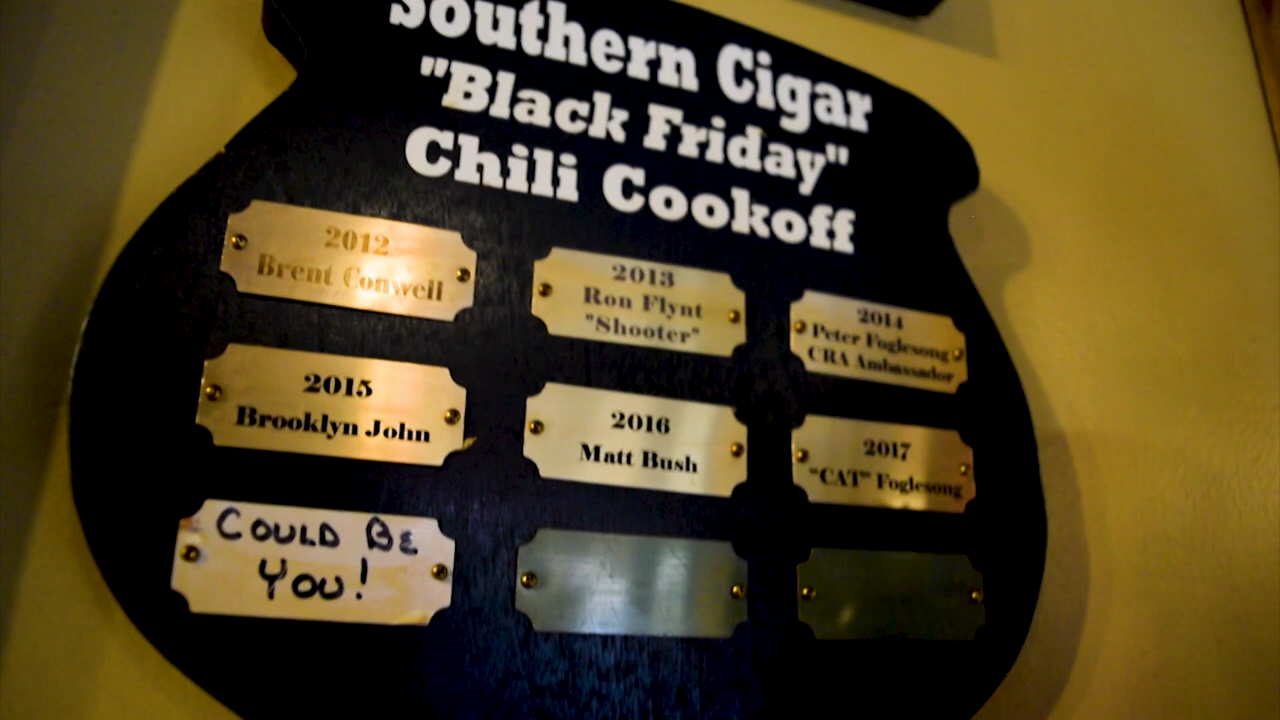 Southern Cigar
"Black Friday"
Chili Cookoff
2012
Brent Conwell
2013
Ron Flynt
"Shooter"
2014
Peter Foglesong
CRA Ambassador
2015
Brooklyn John
2016
Matt Bush
2017
"CAT" Foglesong
COULD BE
YOU!